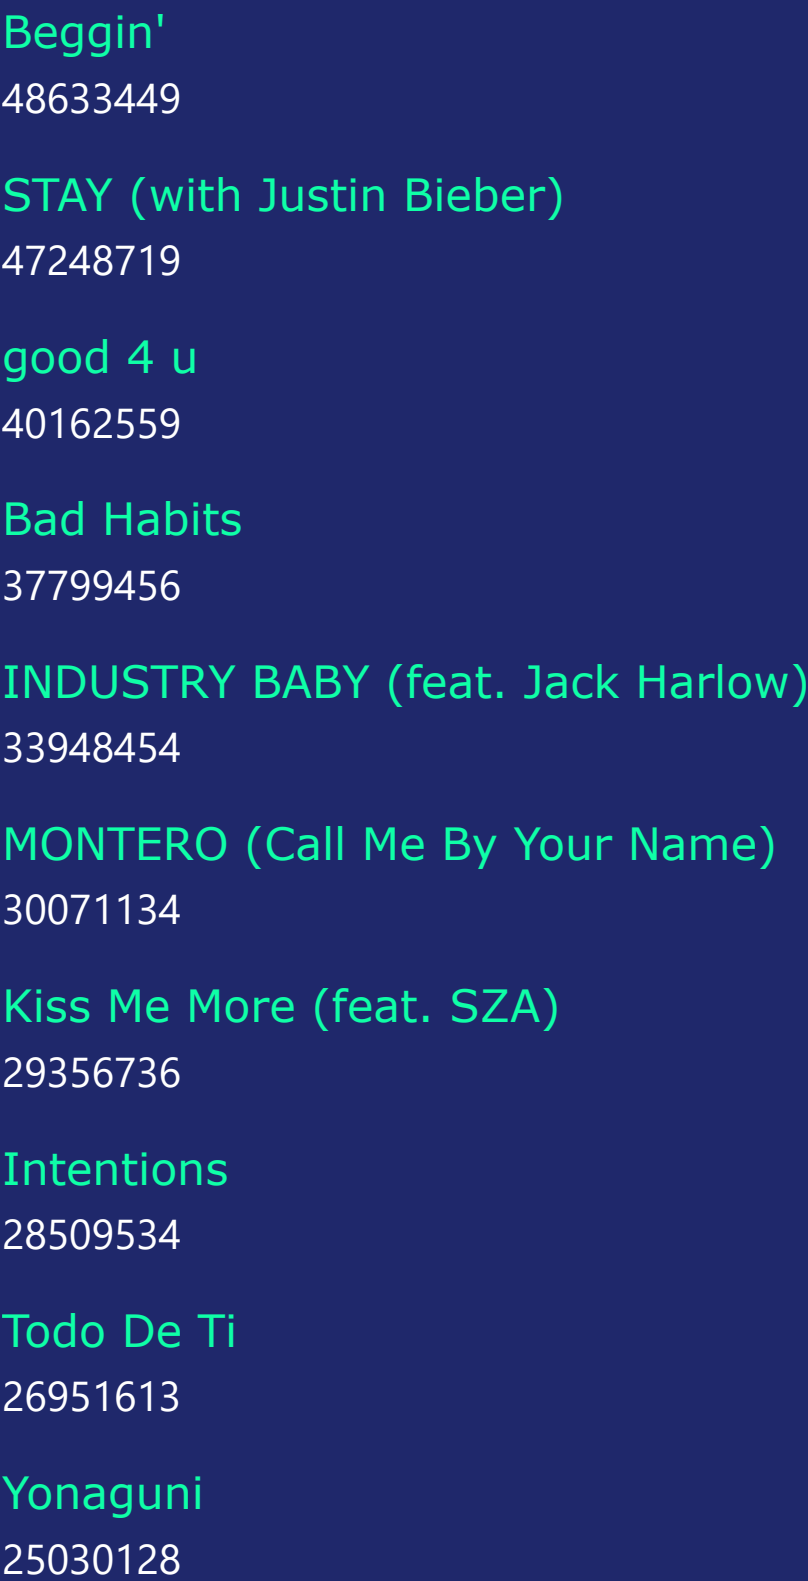 Beggin'
48633449
STAY (with Justin Bieber)
47248719
good 4 u
40162559
Bad Habits
37799456
INDUSTRY BABY (feat. Jack Harlow)
33948454
MONTERO (Call Me By Your Name)
30071134
Kiss Me More (feat. SZA)
29356736
Intentions
28509534
Todo De Ti
26951613
Yonaguni
25030128